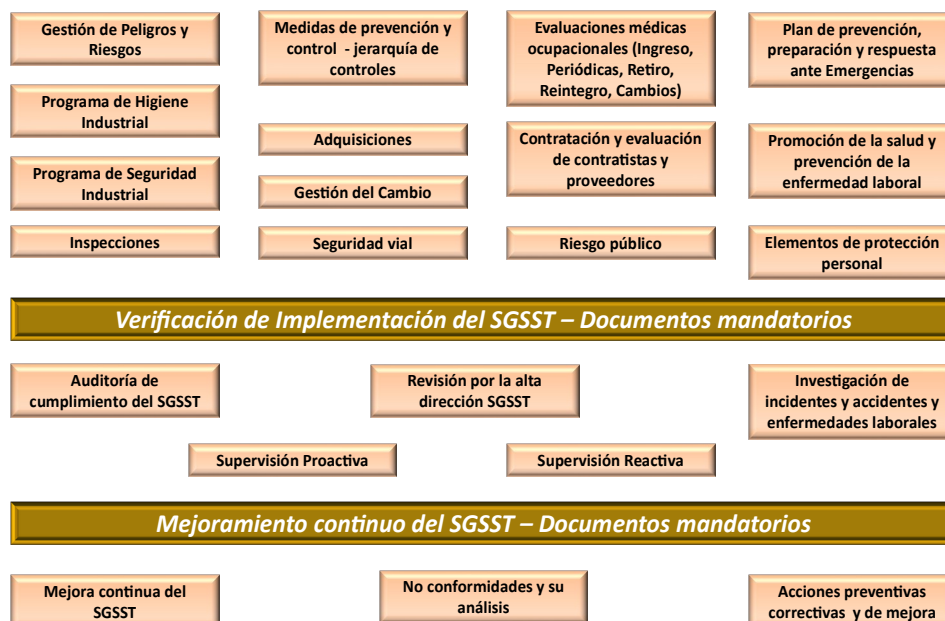 Gestión de Peligros y
Riesgos
Medidas de prevención y
control - jerarquía de
controles
Evaluaciones médicas
ocupacionales (Ingreso,
Periódicas, Retiro,
Reintegro, Cambios)
Plan de prevención,
preparación y respuesta
ante Emergencias
Programa de Higiene
Industrial
Adquisiciones
Contratación y evaluación
de contratistas y
proveedores
Promoción de la salud y
prevención de la
enfermedad laboral
Programa de Seguridad
Industrial
Gestión del Cambio
Inspecciones
Seguridad vial
Riesgo público
Elementos de protección
personal
Verificación de Implementación del SGSST – Documentos mandatorios
Auditoría de
cumplimiento del SGSST
Revisión por la alta
dirección SGSST
Investigación de
incidentes y accidentes y
enfermedades laborales
Supervisión Proactiva
Supervisión Reactiva
Mejoramiento continuo del SGSST – Documentos mandatorios
Mejora continua del
SGSST
No conformidades y su
análisis
Acciones preventivas
correctivas y de mejora